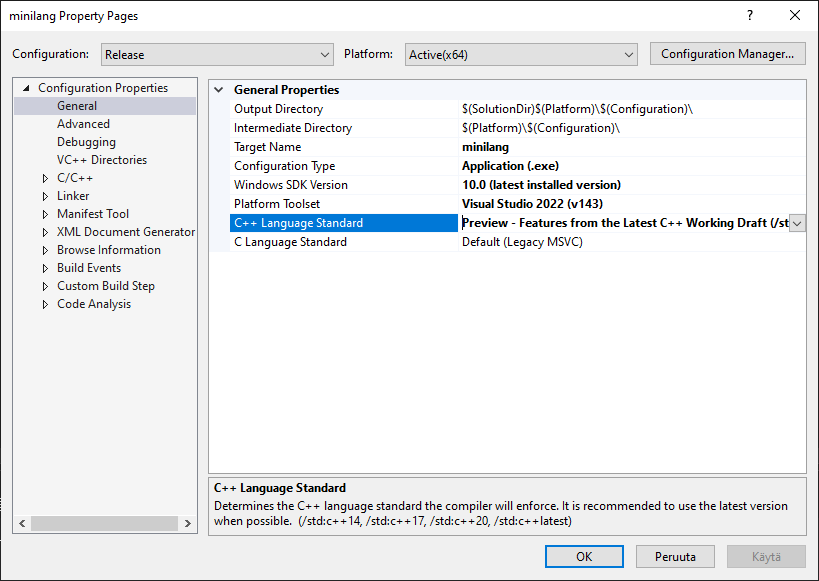 minilang Property Pages
?
Configuration: Release Platform: Active(x64) Configuration Manager...
Configuration Properties
General
Advanced
Debugging
VC++ Directories
C/C++
Linker
Manifest Tool
XML Document Generator
Browse Information
Build Events
Custom Build Step
Code Analysis
General Properties
Output Directory $(SolutionDir)$(Platform)\$(Configuration)\
Intermediate Directory $(Platform)\$(Configuration)\
Target Name minilang
Configuration Type Application (.exe)
Windows SDK Version 10.0 (latest installed version)
Platform Toolset Visual Studio 2022 (v143)
C++ Language Standard Preview - Features from the Latest C++ Working Draft (/st
C Language Standard Default (Legacy MSVC)
C++ Language Standard
Determines the C++ language standard the compiler will enforce. It is recommended to use the latest version
when possible. (/std:c++14, /std:c++17, /std:c++20, /std:c++latest)
OK Peruuta Käytä